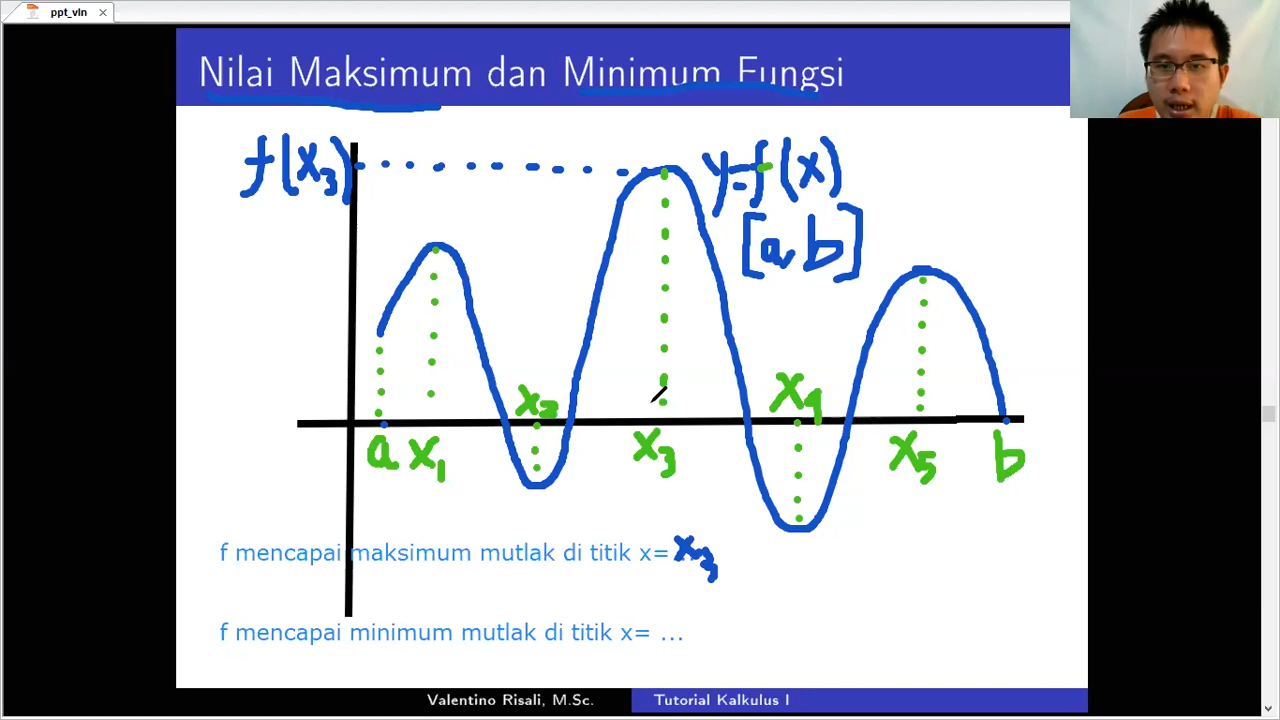 ppt_vln
Nilai Maksimum dan Minimum Fungsi
f(x₃)
y=f(x)
[a, b]
x₂
x₄
a x₁ x₃ x₅ b
f mencapai maksimum mutlak di titik x= x₃
f mencapai minimum mutlak di titik x= ...
Valentino Risali, M.Sc. Tutorial Kalkulus I